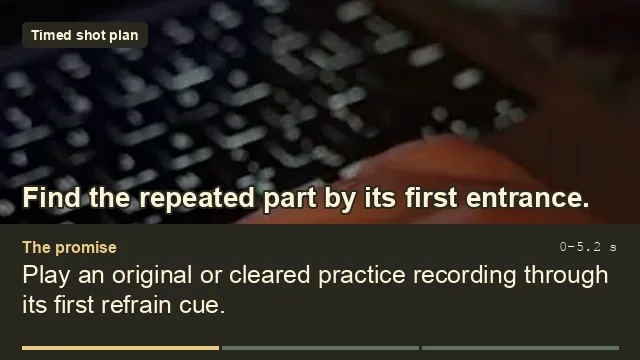 Timed shot plan
Find the repeated part by its first entrance.
The promise
0–5.2 s
Play an original or cleared practice recording through
its first refrain cue.